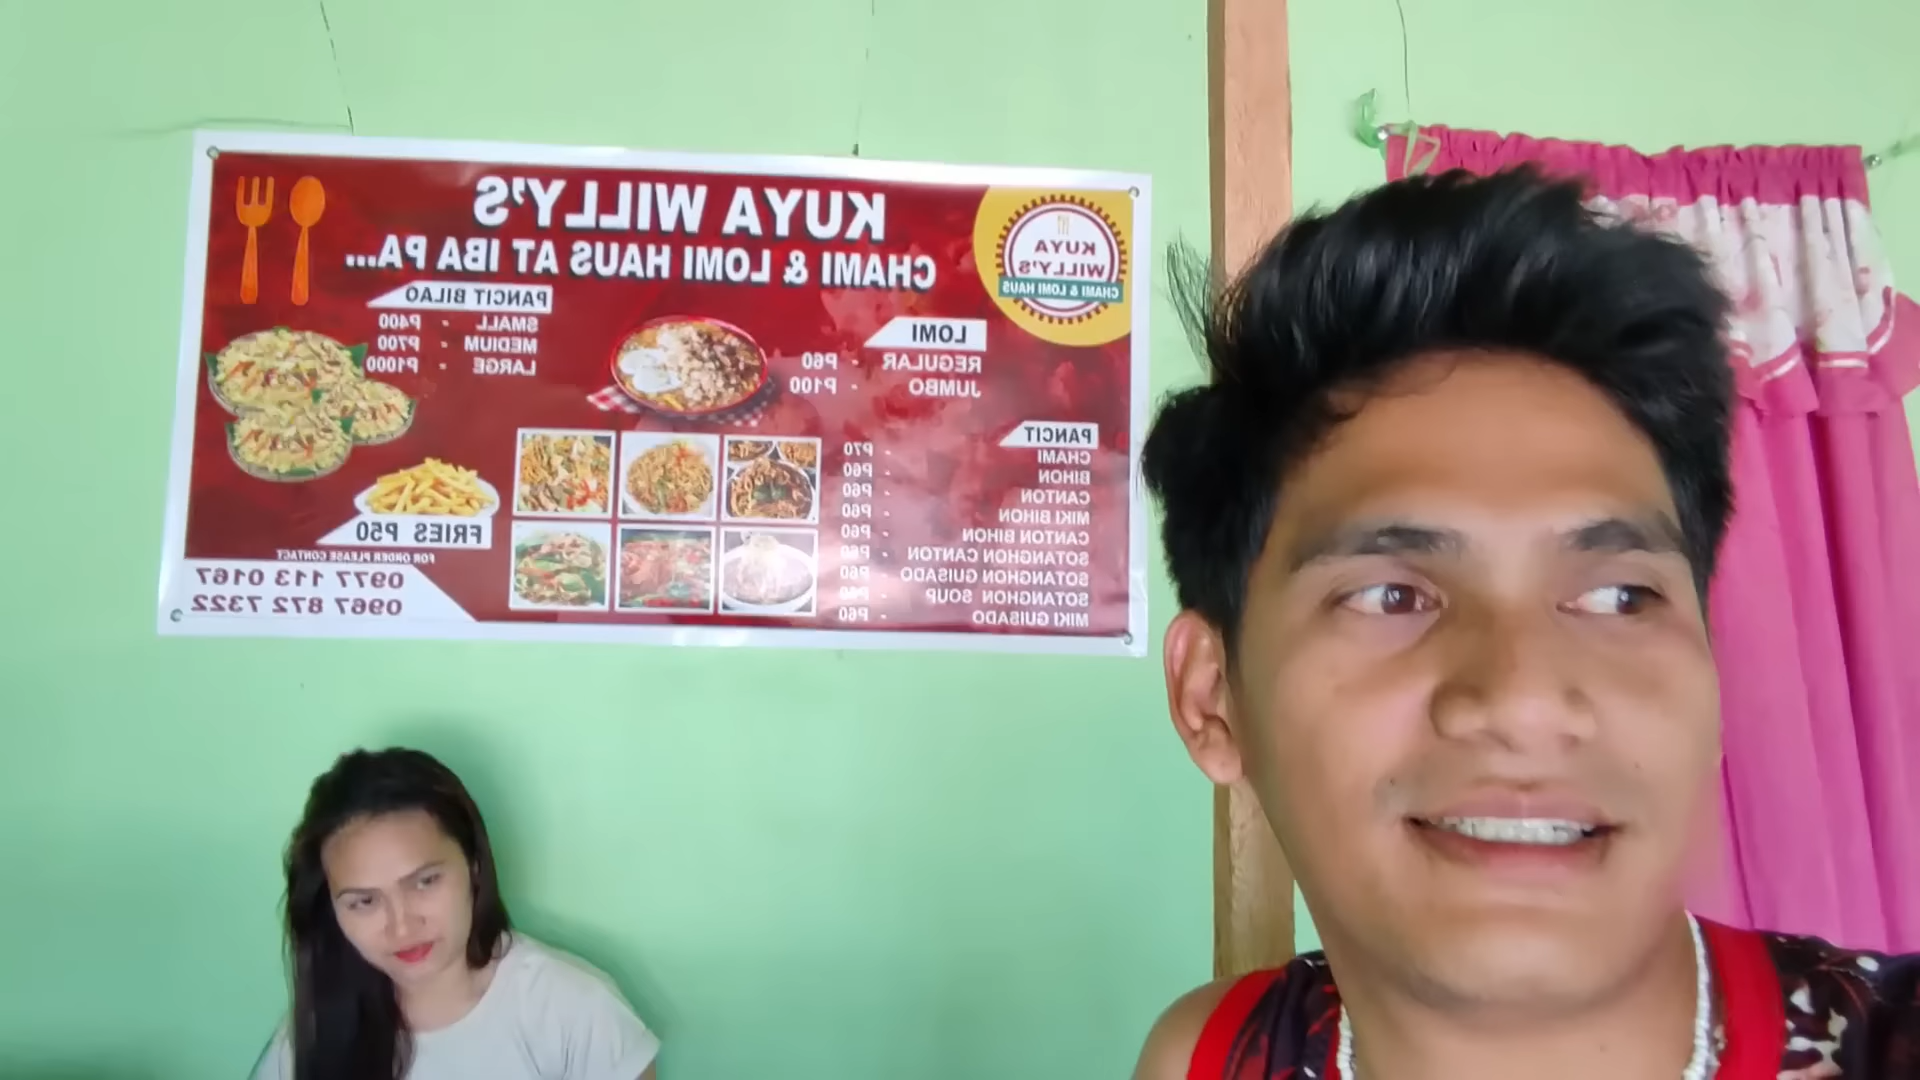 KUYA WILLY'S
CHAMI & LOMI HAUS AT IBA PA...
KUYA
WILLY'S
CHAMI & LOMI HAUS
LOMI
REGULAR - P60
JUMBO - P100
PANCIT BILAO
SMALL - P400
MEDIUM - P700
LARGE - P1000
PANCIT
CHAMI - P70
BIHON - P60
CANTON - P60
MIKI BIHON - P60
CANTON BIHON - P60
SOTANGHON CANTON - P60
SOTANGHON GUISADO - P60
SOTANGHON SOUP -
MIKI GUISADO - P60
FRIES P50
FOR ORDER PLEASE CONTACT
0977 113 0167
0967 872 7322